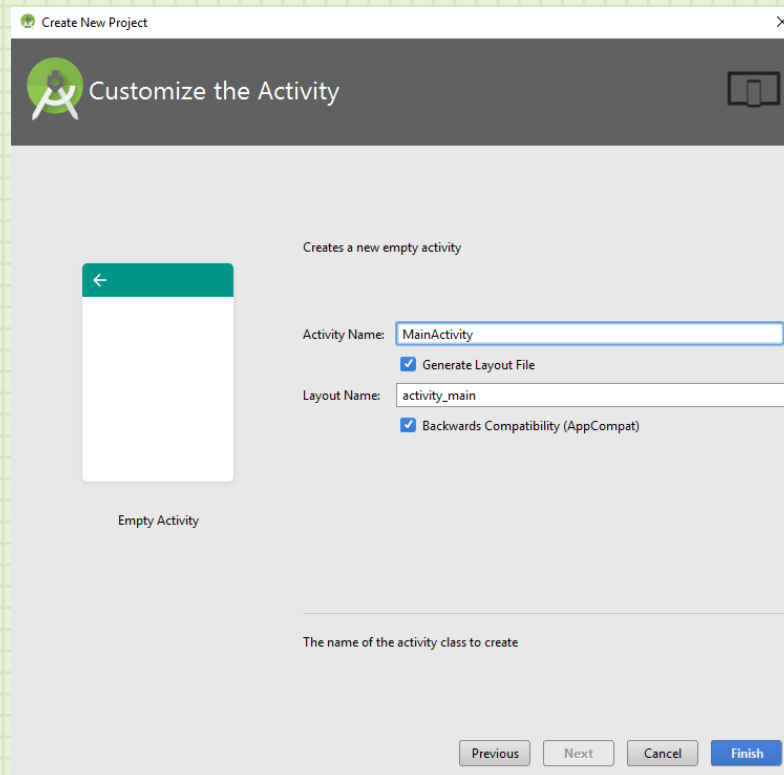 Create New Project
Customize the Activity
Creates a new empty activity
Activity Name: MainActivity
Generate Layout File
Layout Name: activity_main
Backwards Compatibility (AppCompat)
Empty Activity
The name of the activity class to create
Previous Next Cancel Finish